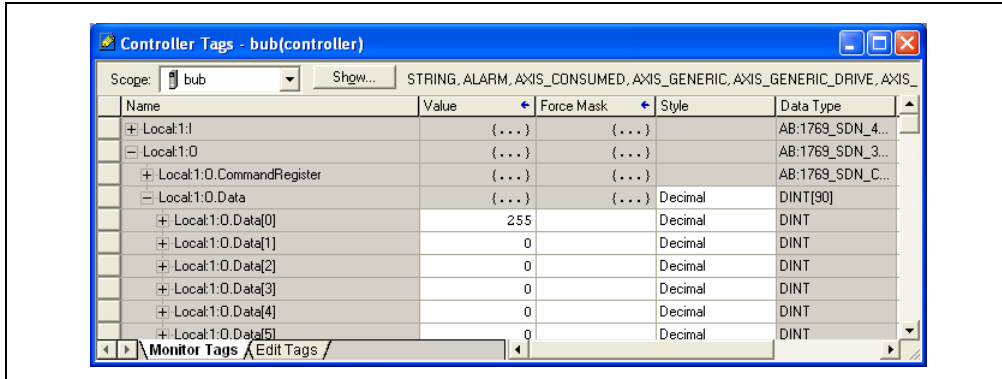 Controller Tags - bub(controller)
Scope: bub Show... STRING, ALARM, AXIS_CONSUMED, AXIS_GENERIC, AXIS_GENERIC_DRIVE, AXIS_
Name Value Force Mask Style Data Type
+ Local:1:I {...} {...} AB:1769_SDN_4...
- Local:1:O {...} {...} AB:1769_SDN_3...
+ Local:1:O.CommandRegister {...} {...} AB:1769_SDN_C...
- Local:1:O.Data {...} {...} Decimal DINT[90]
+ Local:1:O.Data[0] 255 Decimal DINT
+ Local:1:O.Data[1] 0 Decimal DINT
+ Local:1:O.Data[2] 0 Decimal DINT
+ Local:1:O.Data[3] 0 Decimal DINT
+ Local:1:O.Data[4] 0 Decimal DINT
+ Local:1:O.Data[5] 0 Decimal DINT
Monitor Tags Edit Tags